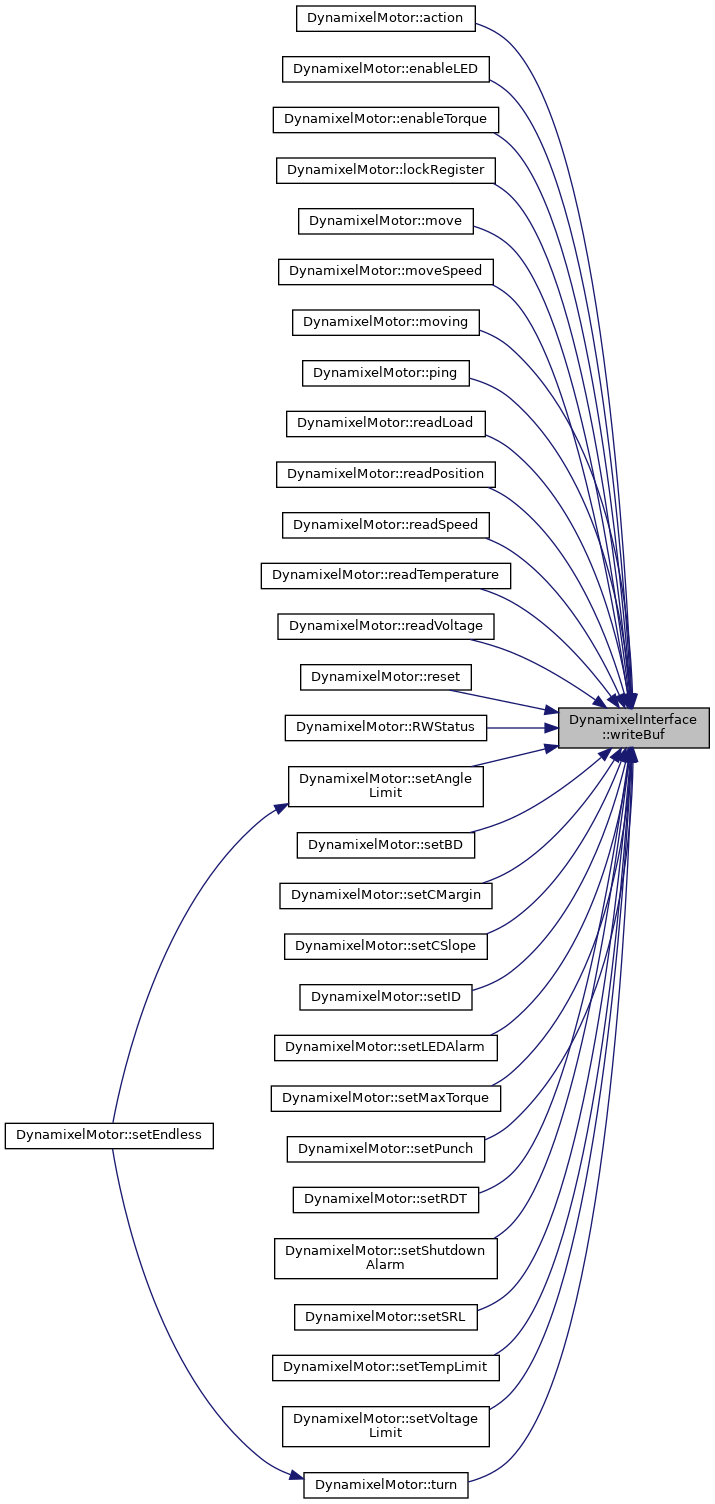 DynamixelMotor::action
DynamixelMotor::enableLED
DynamixelMotor::enableTorque
DynamixelMotor::lockRegister
DynamixelMotor::move
DynamixelMotor::moveSpeed
DynamixelMotor::moving
DynamixelMotor::ping
DynamixelMotor::readLoad
DynamixelMotor::readPosition
DynamixelMotor::readSpeed
DynamixelMotor::readTemperature
DynamixelMotor::readVoltage
DynamixelMotor::reset
DynamixelInterface
::writeBuf
DynamixelMotor::RWStatus
DynamixelMotor::setAngle
Limit
DynamixelMotor::setBD
DynamixelMotor::setCMargin
DynamixelMotor::setCSlope
DynamixelMotor::setID
DynamixelMotor::setLEDAlarm
DynamixelMotor::setMaxTorque
DynamixelMotor::setEndless
DynamixelMotor::setPunch
DynamixelMotor::setRDT
DynamixelMotor::setShutdown
Alarm
DynamixelMotor::setSRL
DynamixelMotor::setTempLimit
DynamixelMotor::setVoltage
Limit
DynamixelMotor::turn